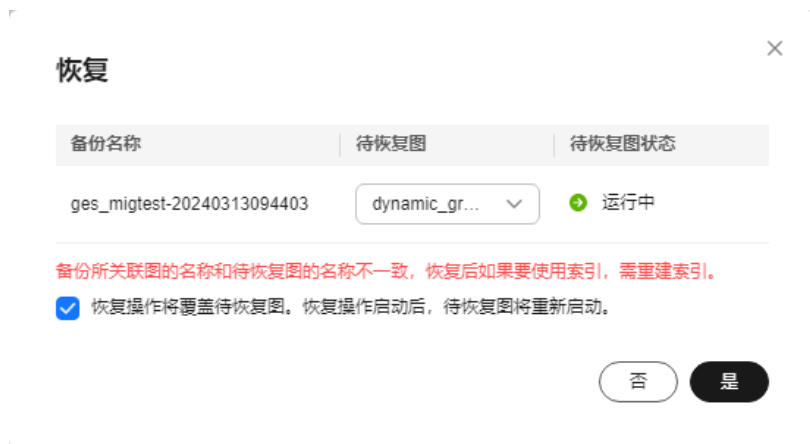 恢复
备份名称 待恢复图 待恢复图状态
ges_migtest-20240313094403 dynamic_gr... 运行中
备份所关联图的名称和待恢复图的名称不一致，恢复后如果要使用索引，需重建索引。
恢复操作将覆盖待恢复图。恢复操作启动后，待恢复图将重新启动。
否 是